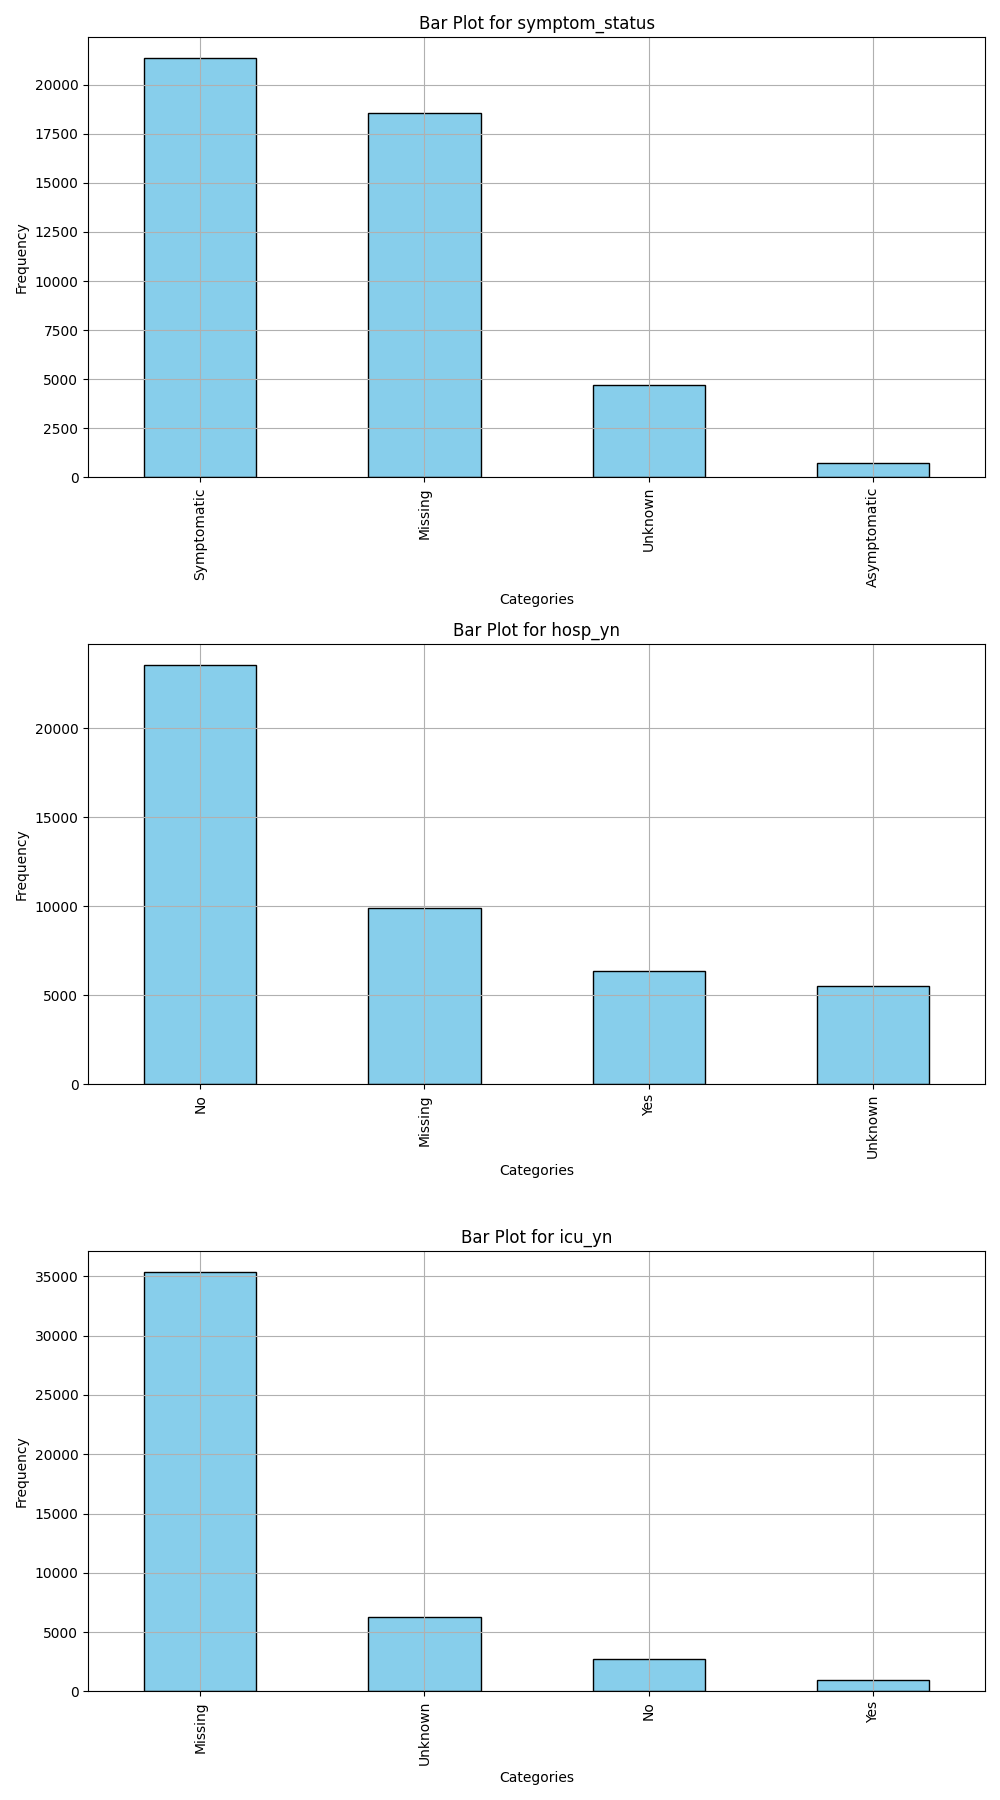 Bar Plot for symptom_status
20000
17500
15000
12500
10000
7500
5000
2500
0
Frequency
Symptomatic
Missing
Unknown
Asymptomatic
Categories
Bar Plot for hosp_yn
20000
15000
10000
5000
0
Frequency
No
Missing
Yes
Unknown
Categories
Bar Plot for icu_yn
35000
30000
25000
20000
15000
10000
5000
0
Frequency
Missing
Unknown
No
Yes
Categories